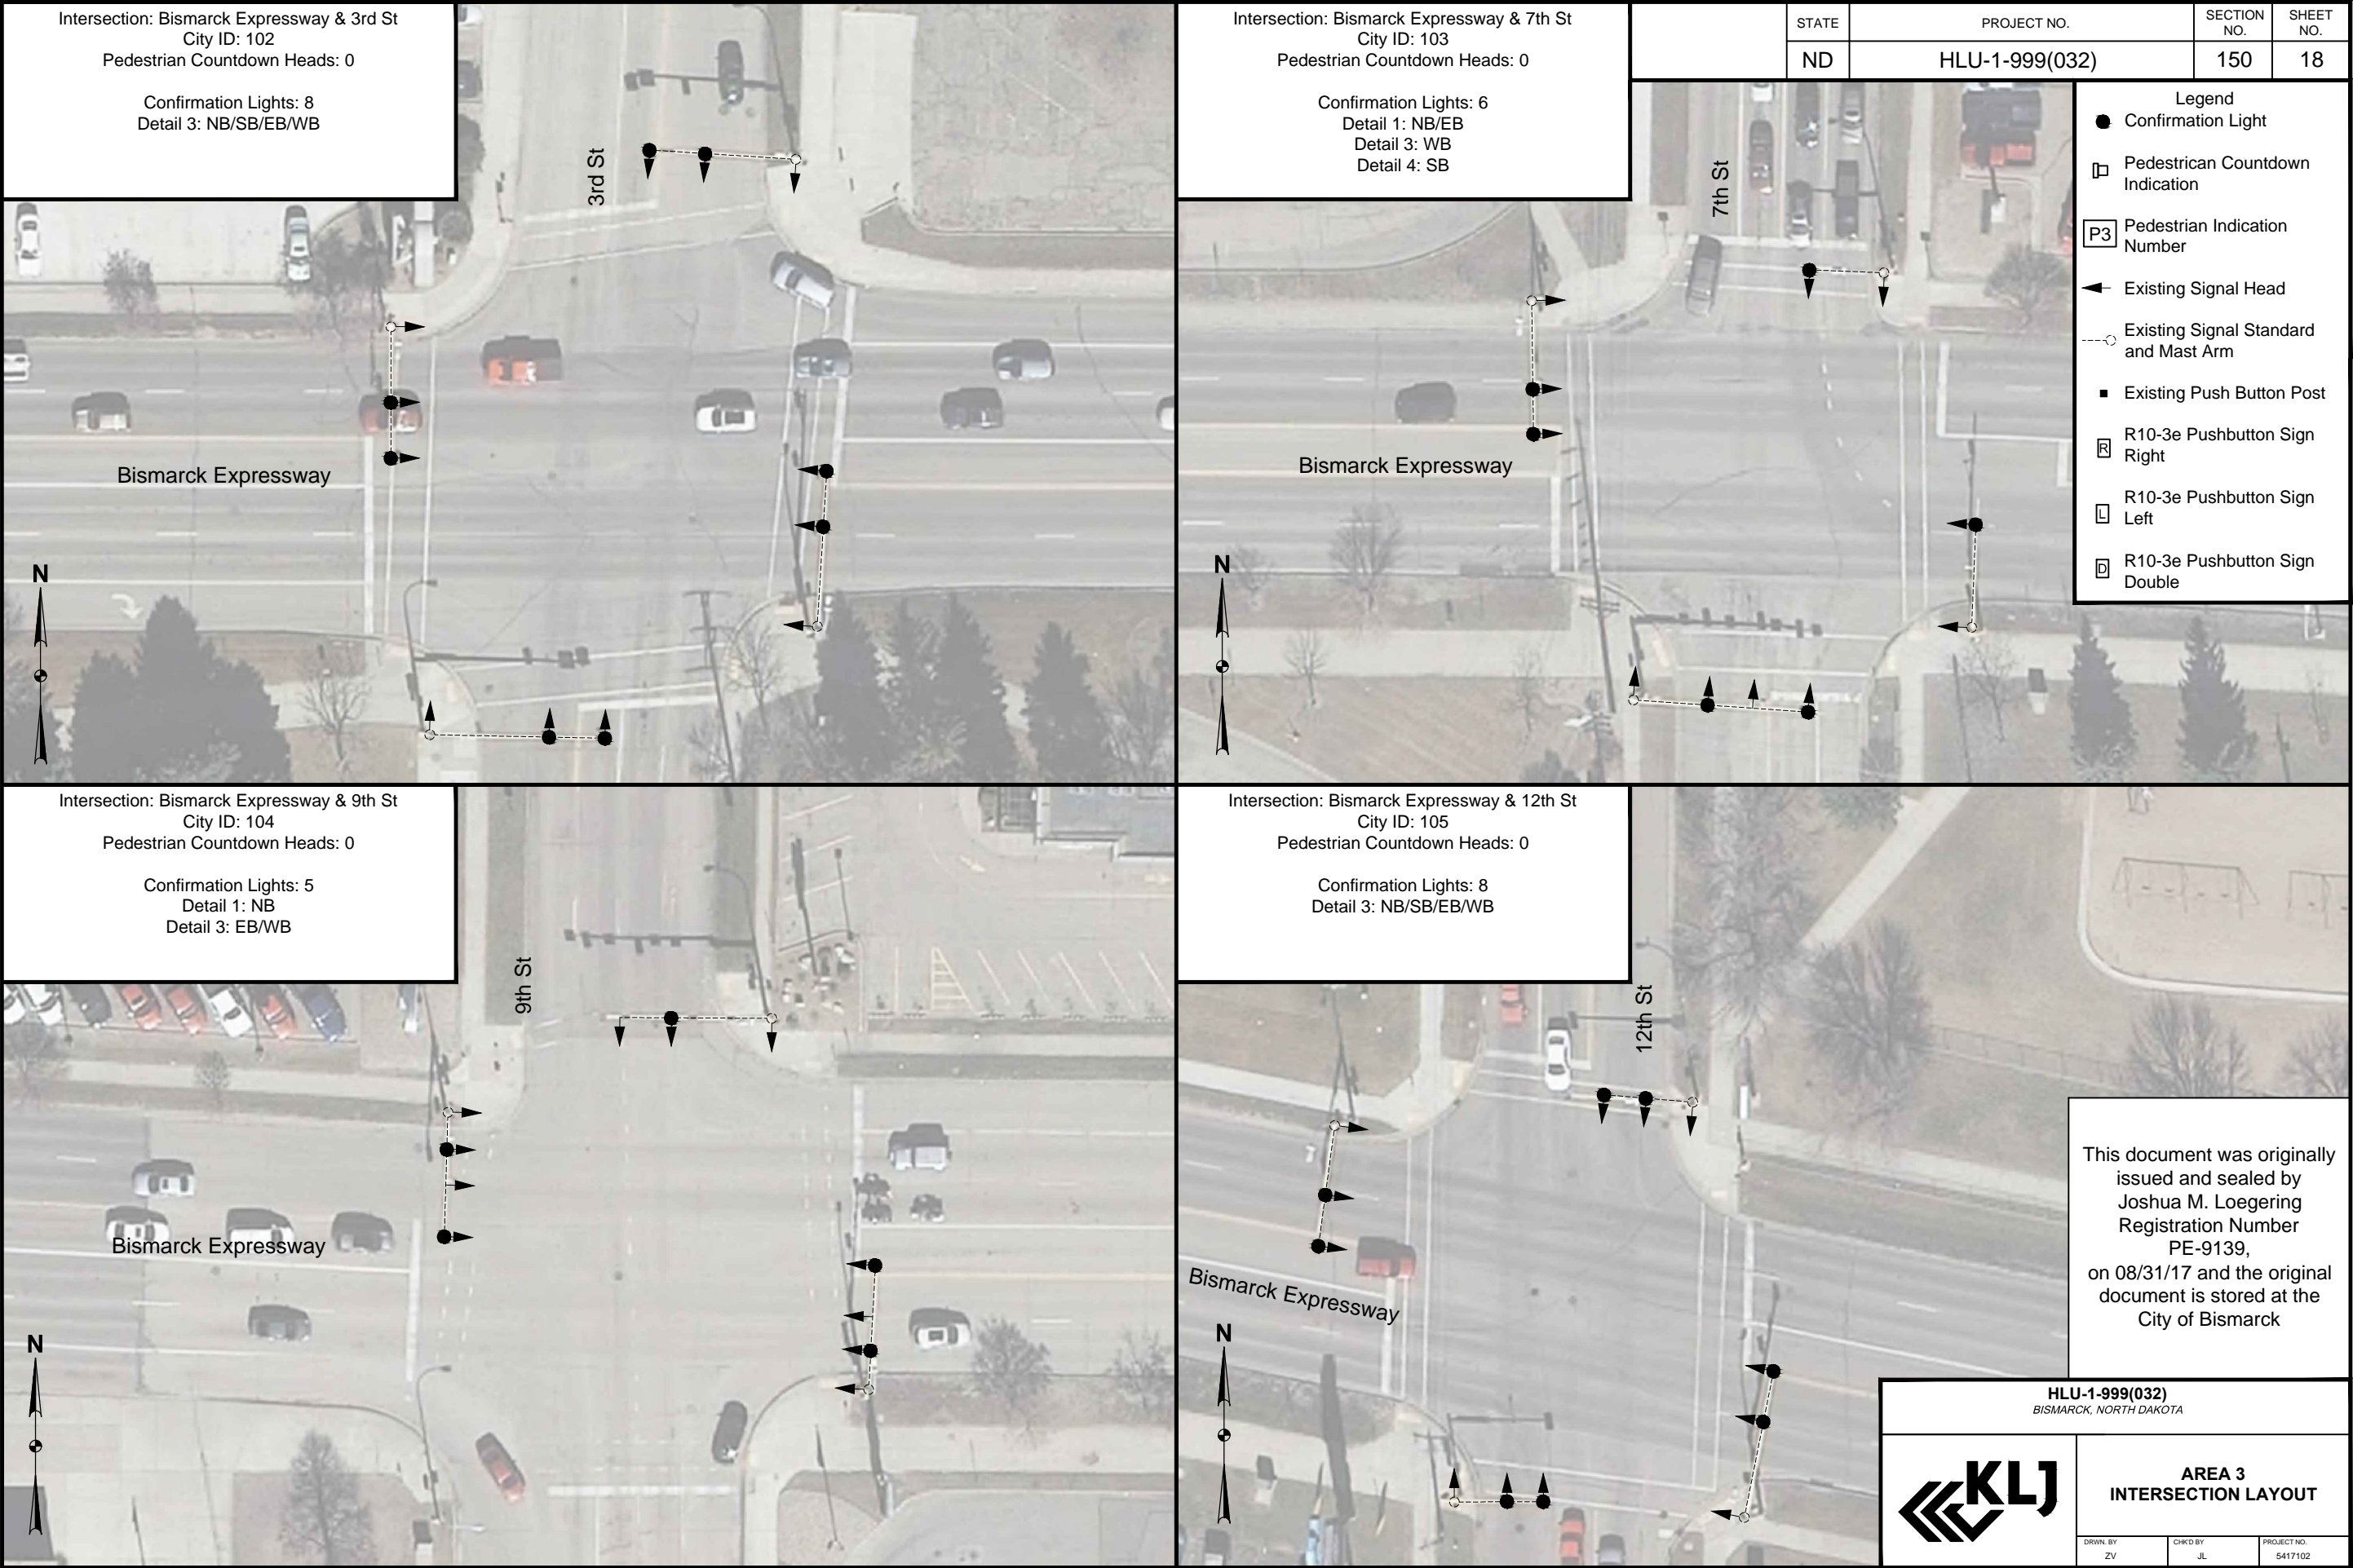 Intersection: Bismarck Expressway & 3rd St
City ID: 102
Pedestrian Countdown Heads: 0
Confirmation Lights: 8
Detail 3: NB/SB/EB/WB
3rd St
Bismarck Expressway
N
Intersection: Bismarck Expressway & 7th St
City ID: 103
Pedestrian Countdown Heads: 0
Confirmation Lights: 6
Detail 1: NB/EB
Detail 3: WB
Detail 4: SB
7th St
Bismarck Expressway
N
STATE
PROJECT NO.
SECTION
NO.
SHEET
NO.
ND
HLU-1-999(032)
150
18
Legend
Confirmation Light
Pedestrican Countdown
Indication
P3
Pedestrian Indication
Number
Existing Signal Head
Existing Signal Standard
and Mast Arm
Existing Push Button Post
R
R10-3e Pushbutton Sign
Right
L
R10-3e Pushbutton Sign
Left
D
R10-3e Pushbutton Sign
Double
Intersection: Bismarck Expressway & 9th St
City ID: 104
Pedestrian Countdown Heads: 0
Confirmation Lights: 5
Detail 1: NB
Detail 3: EB/WB
9th St
Bismarck Expressway
N
Intersection: Bismarck Expressway & 12th St
City ID: 105
Pedestrian Countdown Heads: 0
Confirmation Lights: 8
Detail 3: NB/SB/EB/WB
12th St
Bismarck Expressway
N
This document was originally
issued and sealed by
Joshua M. Loegering
Registration Number
PE-9139,
on 08/31/17 and the original
document is stored at the
City of Bismarck
HLU-1-999(032)
BISMARCK, NORTH DAKOTA
KLJ
AREA 3
INTERSECTION LAYOUT
DRWN. BY
ZV
CHK'D BY
JL
PROJECT NO.
5417102